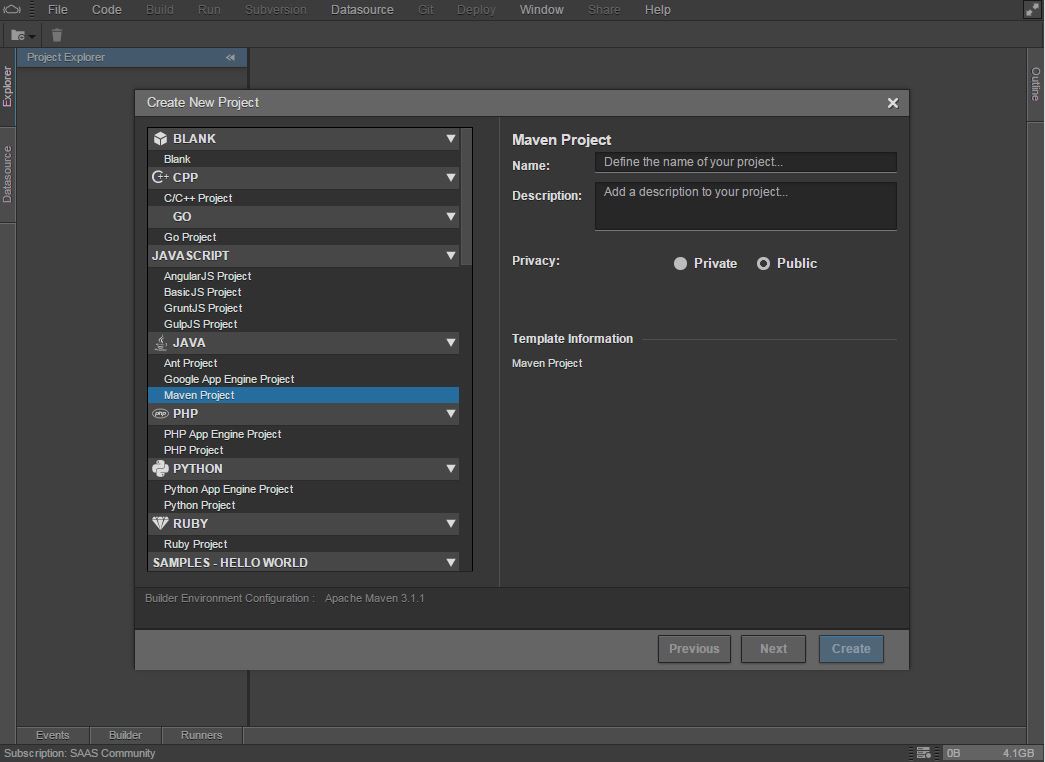 File Code Build Run Subversion Datasource Git Deploy Window Share Help
Project Explorer
Explorer
Datasource
Outline
Create New Project
BLANK
Blank
CPP
C/C++ Project
GO
Go Project
JAVASCRIPT
AngularJS Project
BasicJS Project
GruntJS Project
GulpJS Project
JAVA
Ant Project
Google App Engine Project
Maven Project
php PHP
PHP App Engine Project
PHP Project
PYTHON
Python App Engine Project
Python Project
RUBY
Ruby Project
SAMPLES - HELLO WORLD
Maven Project
Name: Define the name of your project...
Description: Add a description to your project...
Privacy: Private Public
Template Information
Maven Project
Builder Environment Configuration : Apache Maven 3.1.1
Previous Next Create
Events Builder Runners
Subscription: SAAS Community 0B 4.1GB